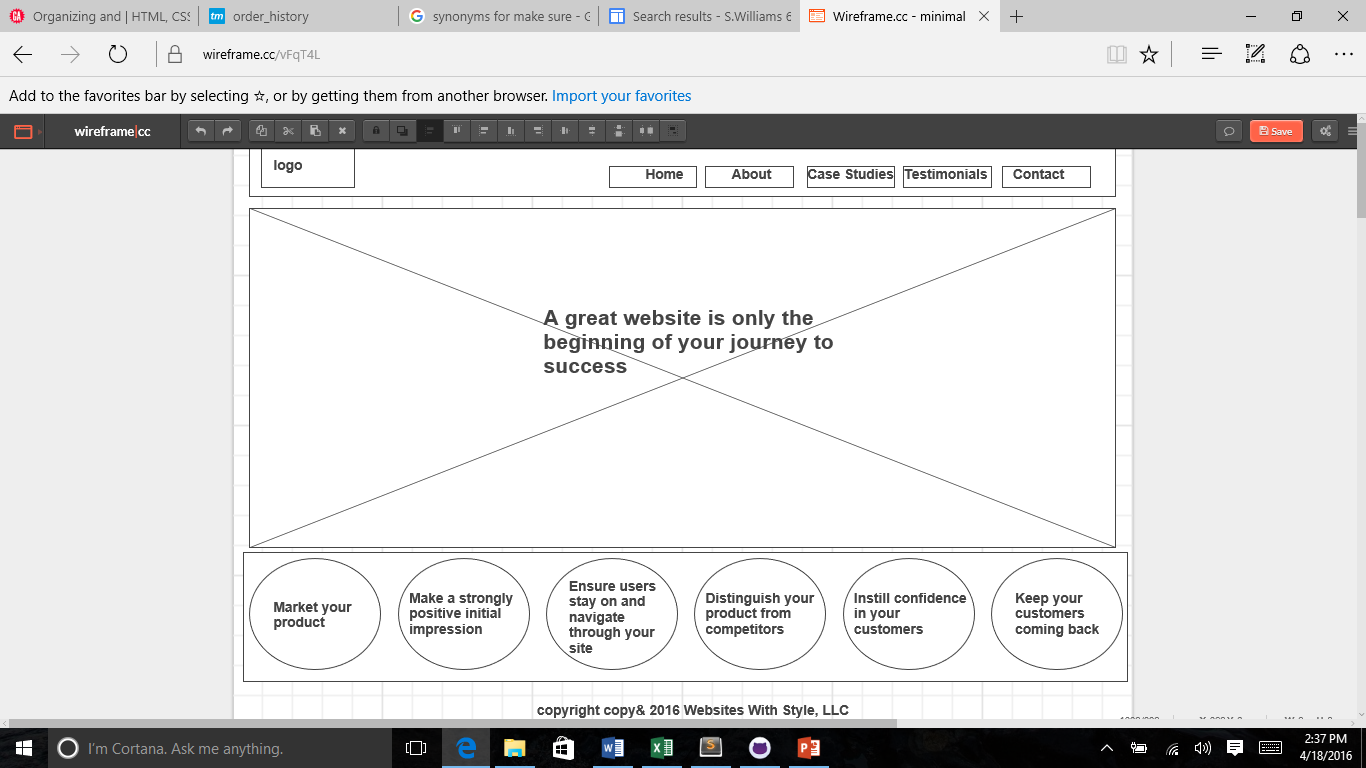 Organizing and | HTML, CSS
order_history
synonyms for make sure - G
Search results - S.Williams 6
Wireframe.cc - minimal
wireframe.cc/vFqT4L
Add to the favorites bar by selecting ☆, or by getting them from another browser. Import your favorites
wireframe|cc
Save
logo
Home
About
Case Studies
Testimonials
Contact
A great website is only the
beginning of your journey to
success
Market your
product
Make a strongly
positive initial
impression
Ensure users
stay on and
navigate
through your
site
Distinguish your
product from
competitors
Instill confidence
in your
customers
Keep your
customers
coming back
copyright copy& 2016 Websites With Style, LLC
I'm Cortana. Ask me anything.
2:37 PM
4/18/2016